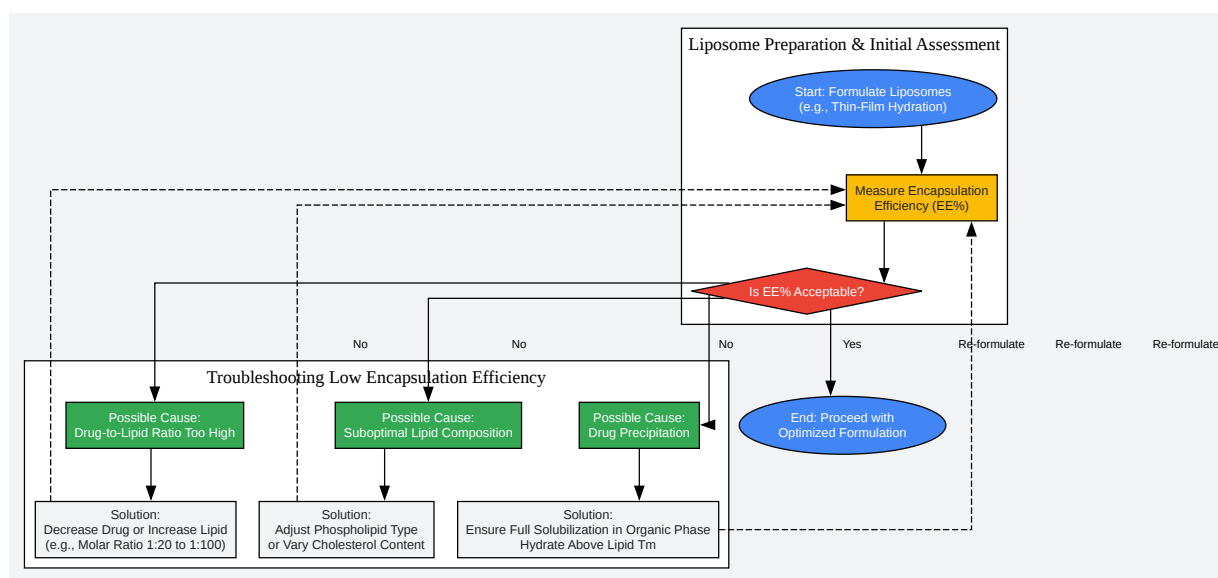 Liposome Preparation & Initial Assessment
Start: Formulate Liposomes
(e.g., Thin-Film Hydration)
Measure Encapsulation
Efficiency (EE%)
Is EE% Acceptable?
No
No
No
Yes
Re-formulate
Re-formulate
Re-formulate
Troubleshooting Low Encapsulation Efficiency
Possible Cause:
Drug-to-Lipid Ratio Too High
Possible Cause:
Suboptimal Lipid Composition
Possible Cause:
Drug Precipitation
End: Proceed with
Optimized Formulation
Solution:
Decrease Drug or Increase Lipid
(e.g., Molar Ratio 1:20 to 1:100)
Solution:
Adjust Phospholipid Type
or Vary Cholesterol Content
Solution:
Ensure Full Solubilization in Organic Phase
Hydrate Above Lipid Tm